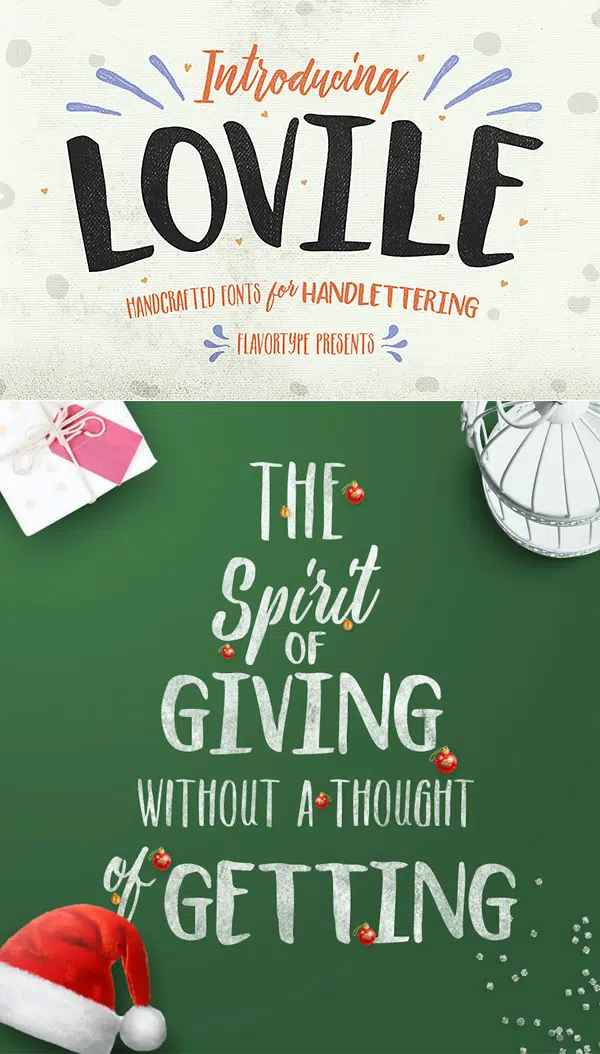 Introducing
LOVILE
HANDCRAFTED FONTS for HANDLETTERING
FLAVORTYPE PRESENTS
THE
Spirit
OF
GIVING
WITHOUT A THOUGHT
of GETTING